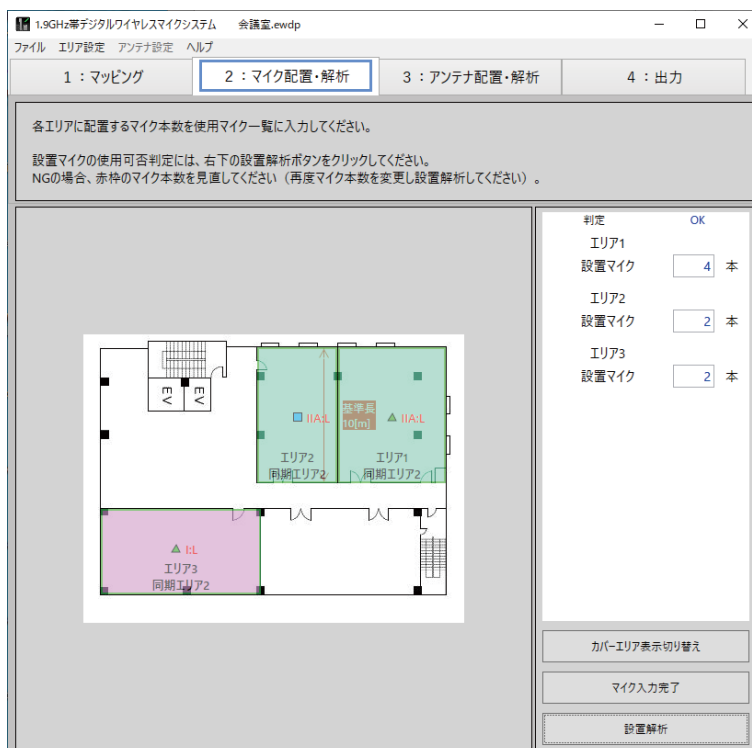 1.9GHz帯デジタルワイヤレスマイクシステム 会議室.ewdp
ファイル エリア設定 アンテナ設定 ヘルプ
1：マッピング 2：マイク配置・解析 3：アンテナ配置・解析 4：出力
各エリアに配置するマイク本数を使用マイク一覧に入力してください。
設置マイクの使用可否判定には、右下の設置解析ボタンをクリックしてください。
NGの場合、赤枠のマイク本数を見直してください（再度マイク本数を変更し設置解析してください）。
EV EV
基準長
10[m]
IIA:L
エリア2
同期エリア2
IIA:L
エリア1
同期エリア2
I:L
エリア3
同期エリア2
判定 OK
エリア1
設置マイク 4 本
エリア2
設置マイク 2 本
エリア3
設置マイク 2 本
カバーエリア表示切り替え
マイク入力完了
設置解析